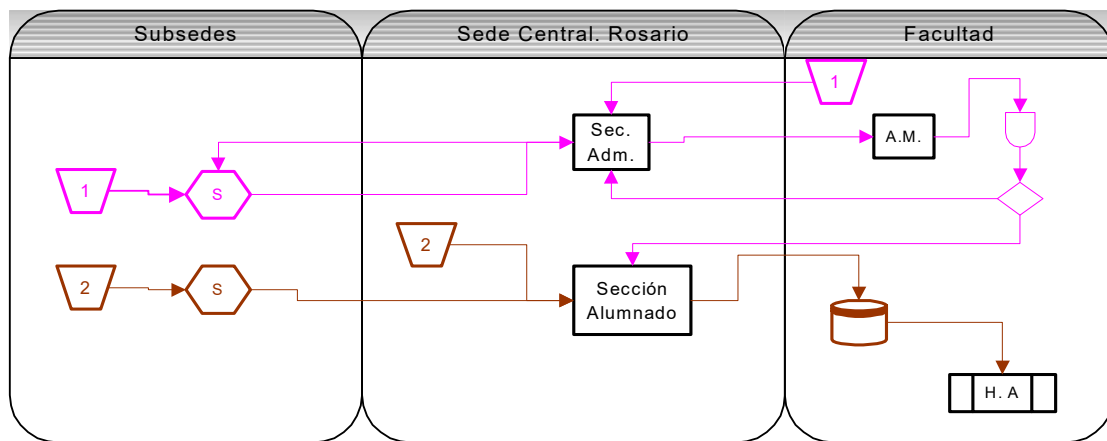 Subsedes
Sede Central. Rosario
Facultad
1
Sec.
Adm.
A.M.
1
S
2
2
S
Sección
Alumnado
H. A